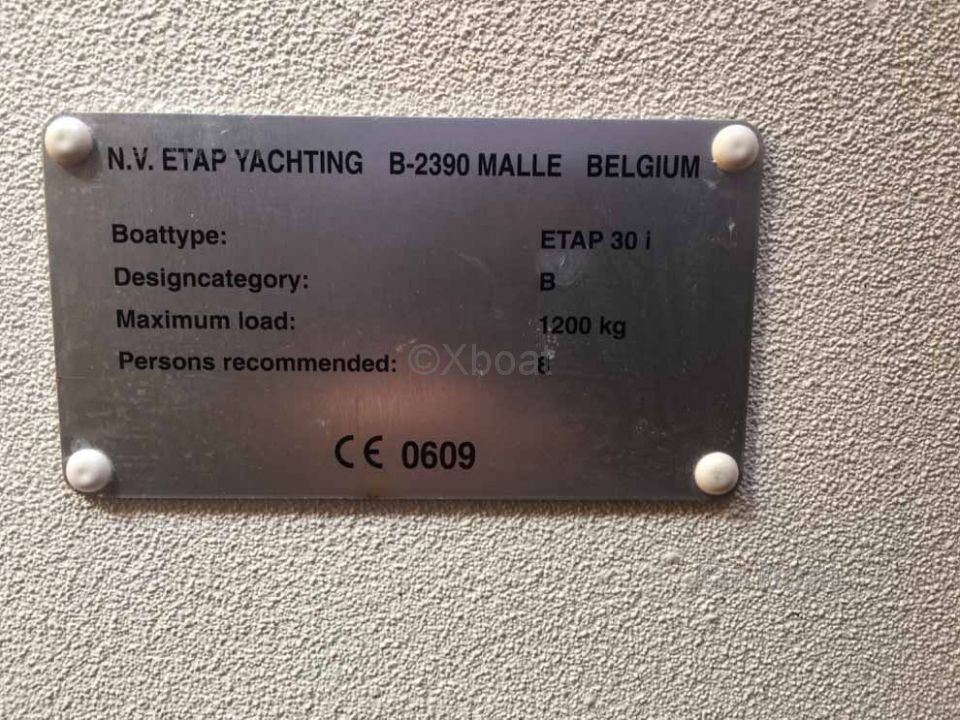 N.V. ETAP YACHTING B-2390 MALLE BELGIUM
Boattype: ETAP 30 i
Designcategory: B
Maximum load: 1200 kg
Persons recommended: 8
©Xboat
CE 0609